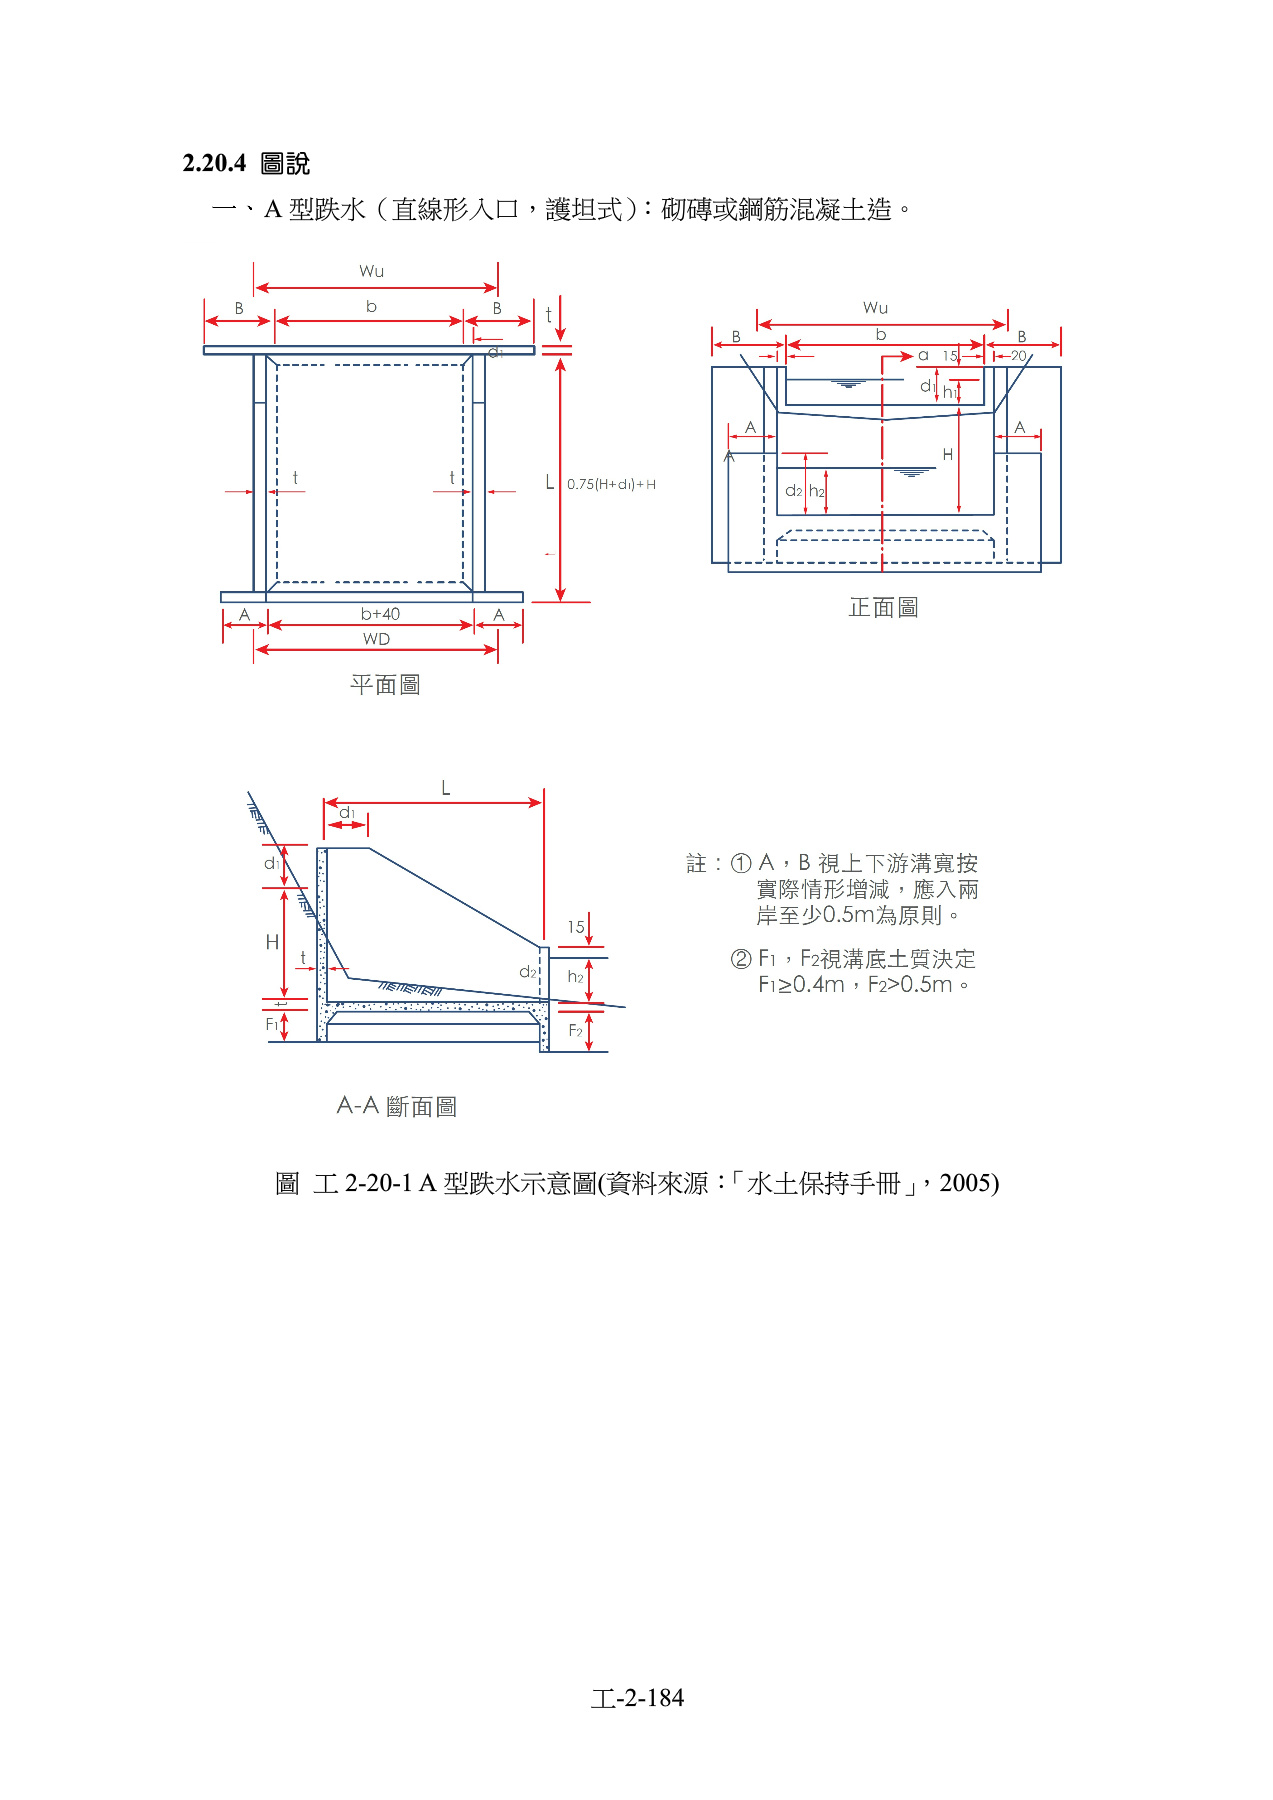 2.20.4 圖說
一、A 型跌水（直線形入口，護坦式）：砌磚或鋼筋混凝土造。
Wu
B b B t
d1
t t L 0.75(H+d1)+H
A b+40 A
WD
平面圖
Wu
B b B
a 15 20
d1 h1
A A
A H
d2 h2
正面圖
L
d1
d1
H t
15
d2 h2
t
F1 F2
A-A 斷面圖
註：① A，B 視上下游溝寬按
實際情形增減，應入兩
岸至少0.5m為原則。
② F1，F2視溝底土質決定
F1≥0.4m，F2>0.5m。
圖 工 2-20-1 A 型跌水示意圖(資料來源：「水土保持手冊」，2005)
工-2-184